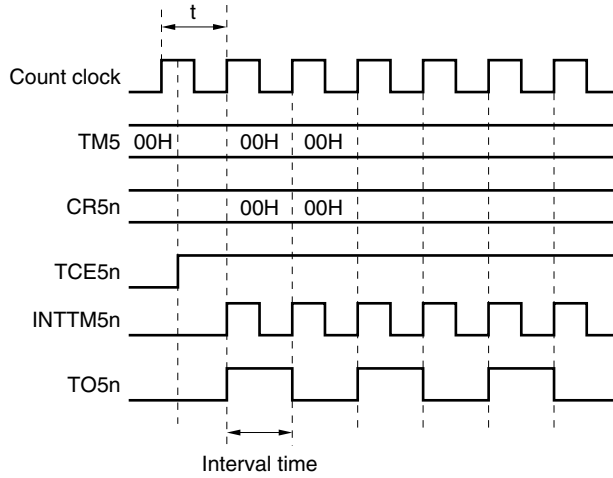 t
Count clock
TM5 00H 00H 00H
CR5n 00H 00H
TCE5n
INTTM5n
TO5n
Interval time